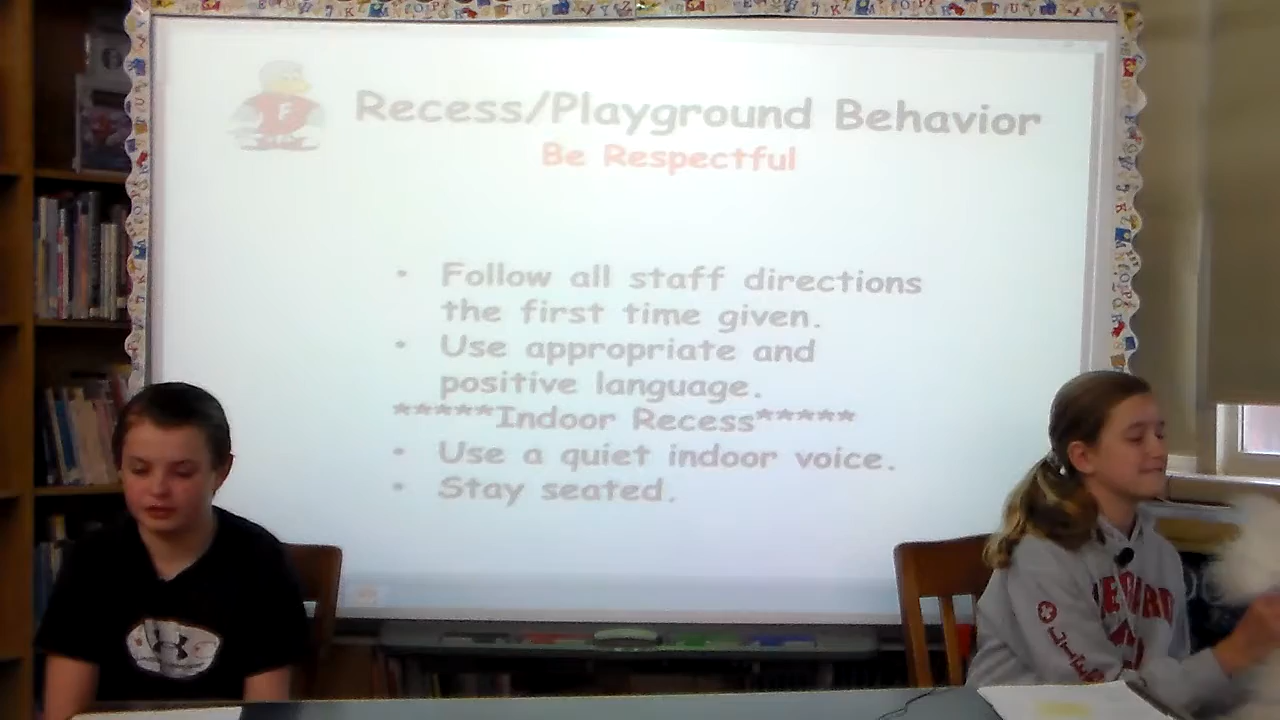 Recess/Playground Behavior
Be Respectful
• Follow all staff directions
the first time given.
• Use appropriate and
positive language.
*****Indoor Recess*****
• Use a quiet indoor voice.
• Stay seated.
F